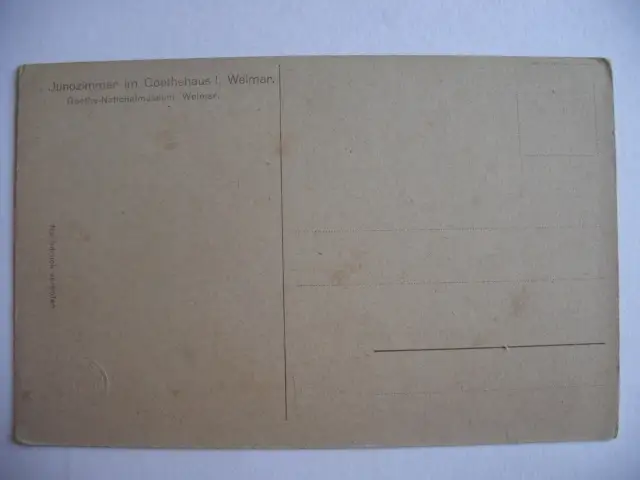 Junozimmer im Goethehaus i. Weimar.
Goethe-Nationalmuseum, Weimar.